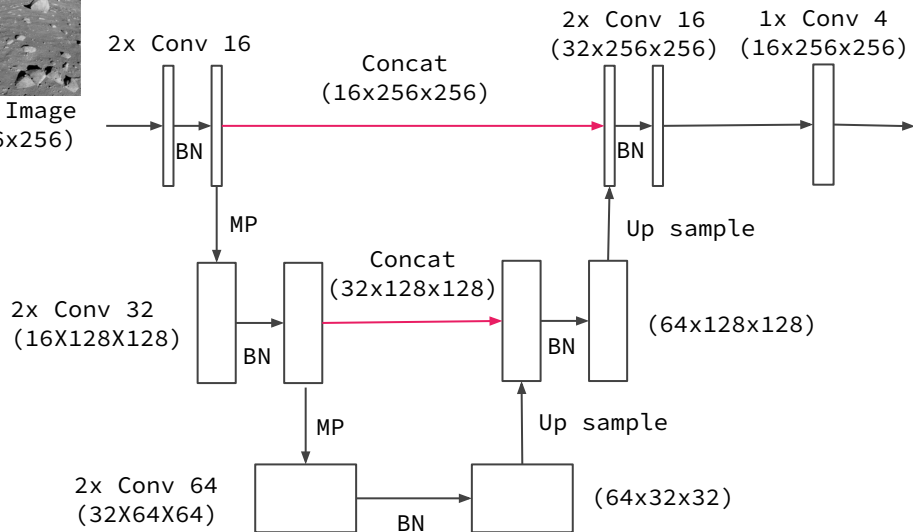 2x Conv 16
2x Conv 16
(32x256x256)
1x Conv 4
(16x256x256)
Concat
(16x256x256)
Image
x256)
BN
BN
MP
Up sample
Concat
(32x128x128)
2x Conv 32
(16X128X128)
BN
BN
(64x128x128)
MP
Up sample
2x Conv 64
(32X64X64)
BN
(64x32x32)